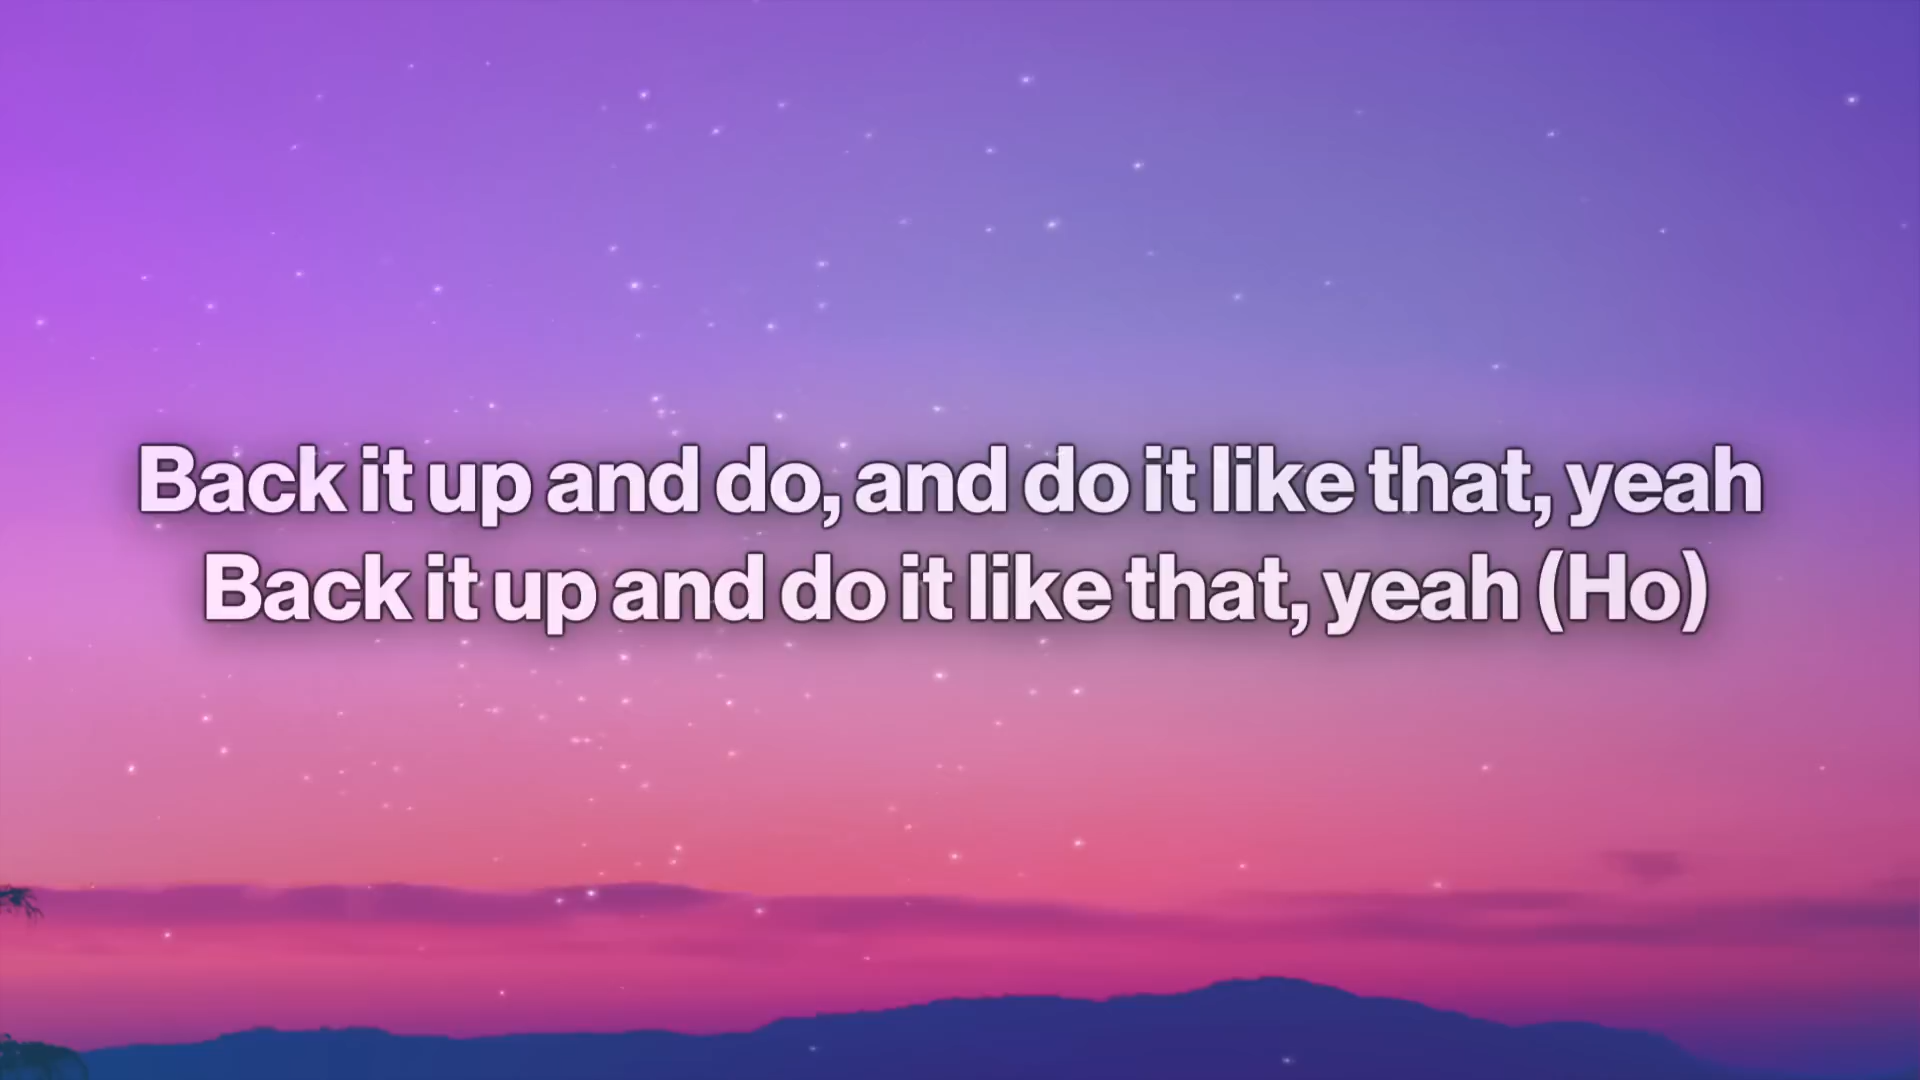 Back it up and do, and do it like that, yeah
Back it up and do it like that, yeah (Ho)